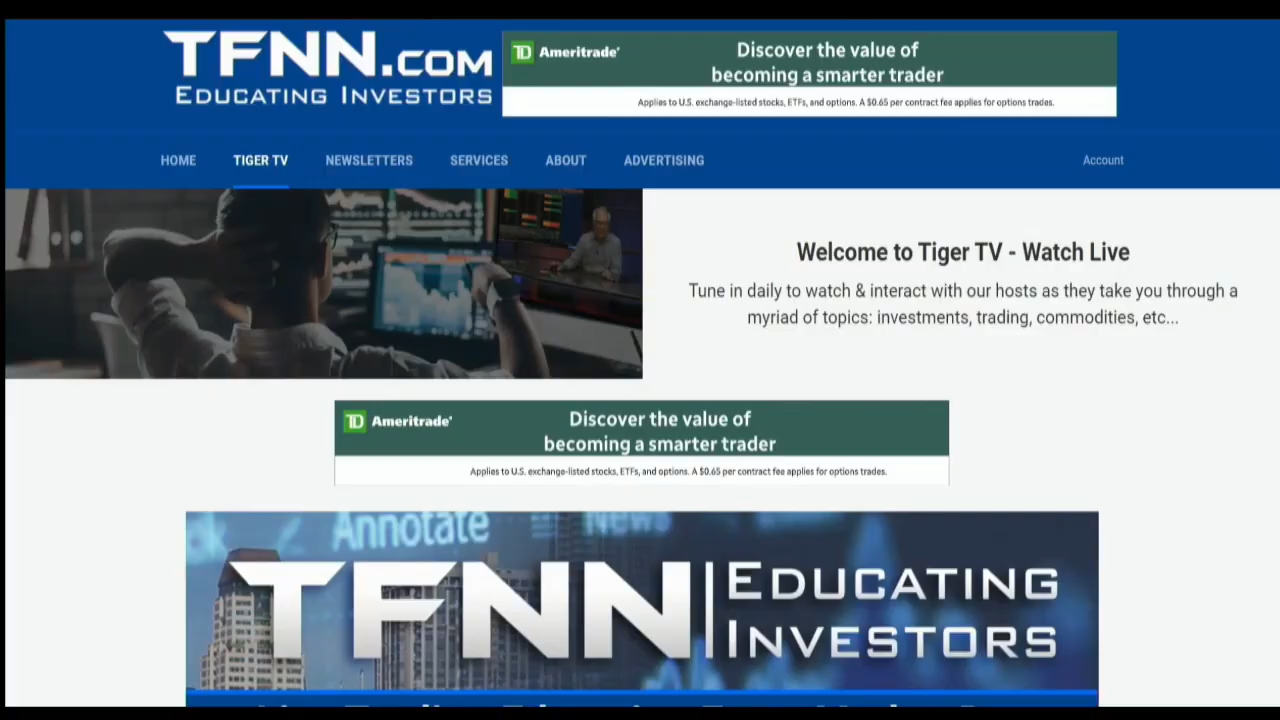 TFNN.COM
EDUCATING INVESTORS
TD Ameritrade
Discover the value of
becoming a smarter trader
Applies to U.S. exchange-listed stocks, ETFs, and options. A $0.65 per contract fee applies for options trades.
HOME TIGER TV NEWSLETTERS SERVICES ABOUT ADVERTISING Account
Welcome to Tiger TV - Watch Live
Tune in daily to watch & interact with our hosts as they take you through a
myriad of topics: investments, trading, commodities, etc...
TD Ameritrade
Discover the value of
becoming a smarter trader
Applies to U.S. exchange-listed stocks, ETFs, and options. A $0.65 per contract fee applies for options trades.
Annotate News
TFNN EDUCATING
INVESTORS